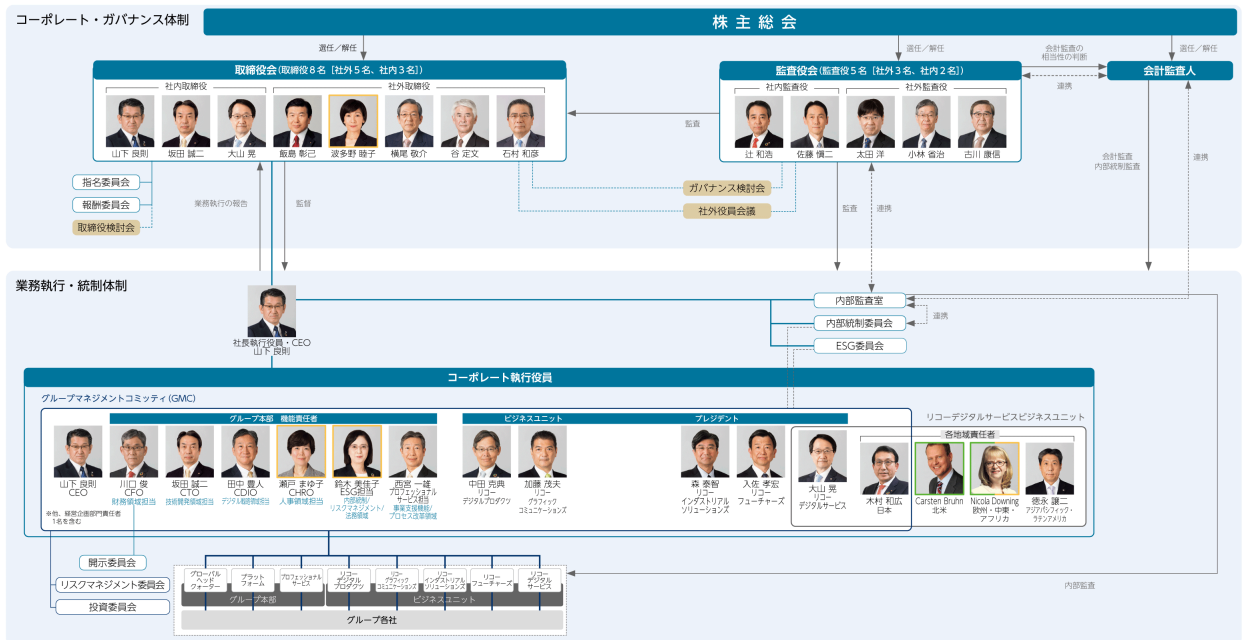 コーポレート・ガバナンス体制
株主総会
選任／解任
選任／解任
会計監査の
相当性の判断
選任／解任
取締役会(取締役8名［社外5名、社内3名］)
監査役会(監査役5名［社外3名、社内2名］)
会計監査人
連携
社内取締役
社外取締役
社内監査役
社外監査役
監査
山下 良則
坂田 誠二
大山 晃
飯島 彰己
波多野 睦子
横尾 敬介
谷 定文
石村 和彦
辻 和浩
佐藤 愼二
太田 洋
小林 省治
古川 康信
会計監査
内部統制監査
連携
指名委員会
報酬委員会
取締役検討会
業務執行の報告
監督
ガバナンス検討会
社外役員会議
監査
連携
業務執行・統制体制
社長執行役員・CEO
山下 良則
内部監査室
内部統制委員会
ESG委員会
連携
コーポレート執行役員
グループマネジメントコミッティ(GMC)
グループ本部 機能責任者
ビジネスユニット
プレジデント
リコーデジタルサービスビジネスユニット
各地域責任者
山下 良則
CEO
川口 俊
CFO
財務領域担当
坂田 誠二
CTO
技術開発領域担当
田中 豊人
CDIO
デジタル戦略領域担当
瀬戸 まゆ子
CHRO
人事領域担当
鈴木 美佳子
ESG担当
内部統制/
リスクマネジメント/
法務領域
西宮 一雄
プロフェッショナル
サービス担当
事業支援機能/
プロセス改革領域
中田 克典
リコー
デジタルプロダクツ
加藤 茂夫
リコー
グラフィック
コミュニケーションズ
森 泰智
リコー
インダストリアル
ソリューションズ
入佐 孝宏
リコー
フューチャーズ
大山 晃
リコー
デジタルサービス
木村 和広
日本
Carsten Bruhn
北米
Nicola Downing
欧州・中東・
アフリカ
徳永 譲二
アジアパシフィック・
ラテンアメリカ
※他、経営企画部門責任者
1名を含む
開示委員会
リスクマネジメント委員会
投資委員会
グローバル
ヘッド
クォーター
プラット
フォーム
プロフェッショナル
サービス
リコー
デジタル
プロダクツ
リコー
グラフィック
コミュニケーションズ
リコー
インダストリアル
ソリューションズ
リコー
フューチャーズ
リコー
デジタル
サービス
グループ本部
ビジネスユニット
グループ各社
内部監査